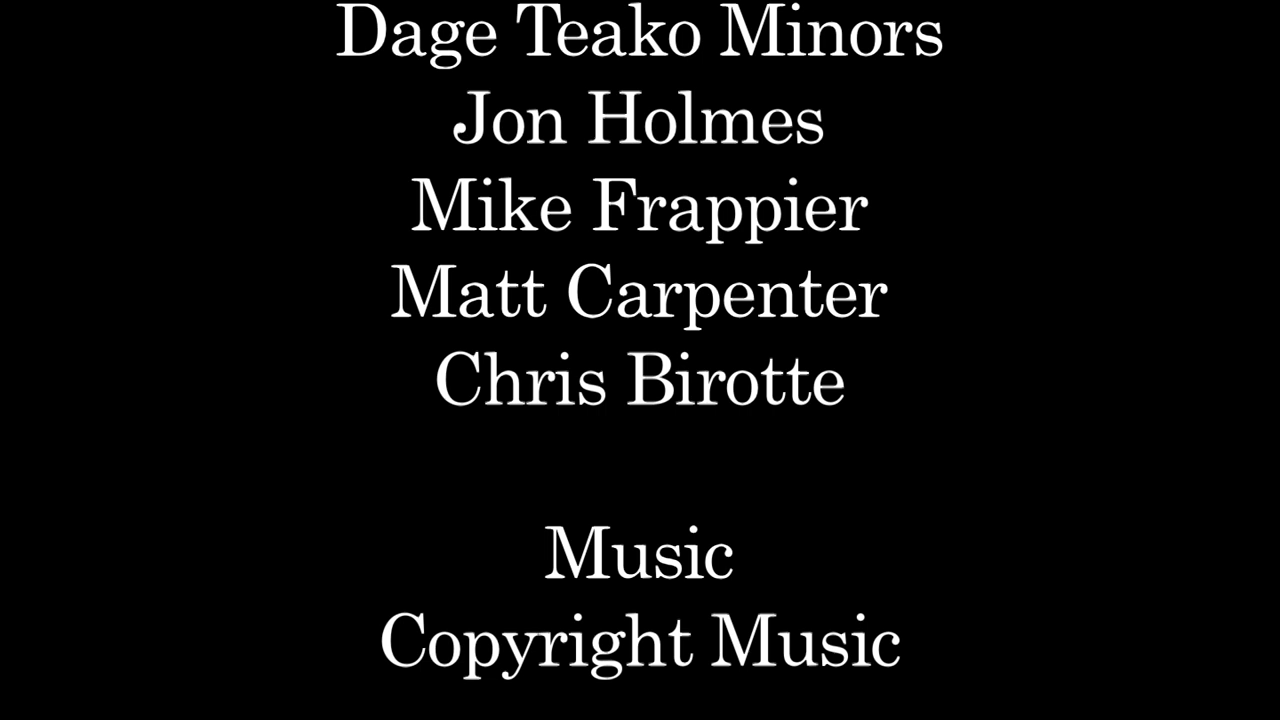 Dage Teako Minors
Jon Holmes
Mike Frappier
Matt Carpenter
Chris Birotte
Music
Copyright Music